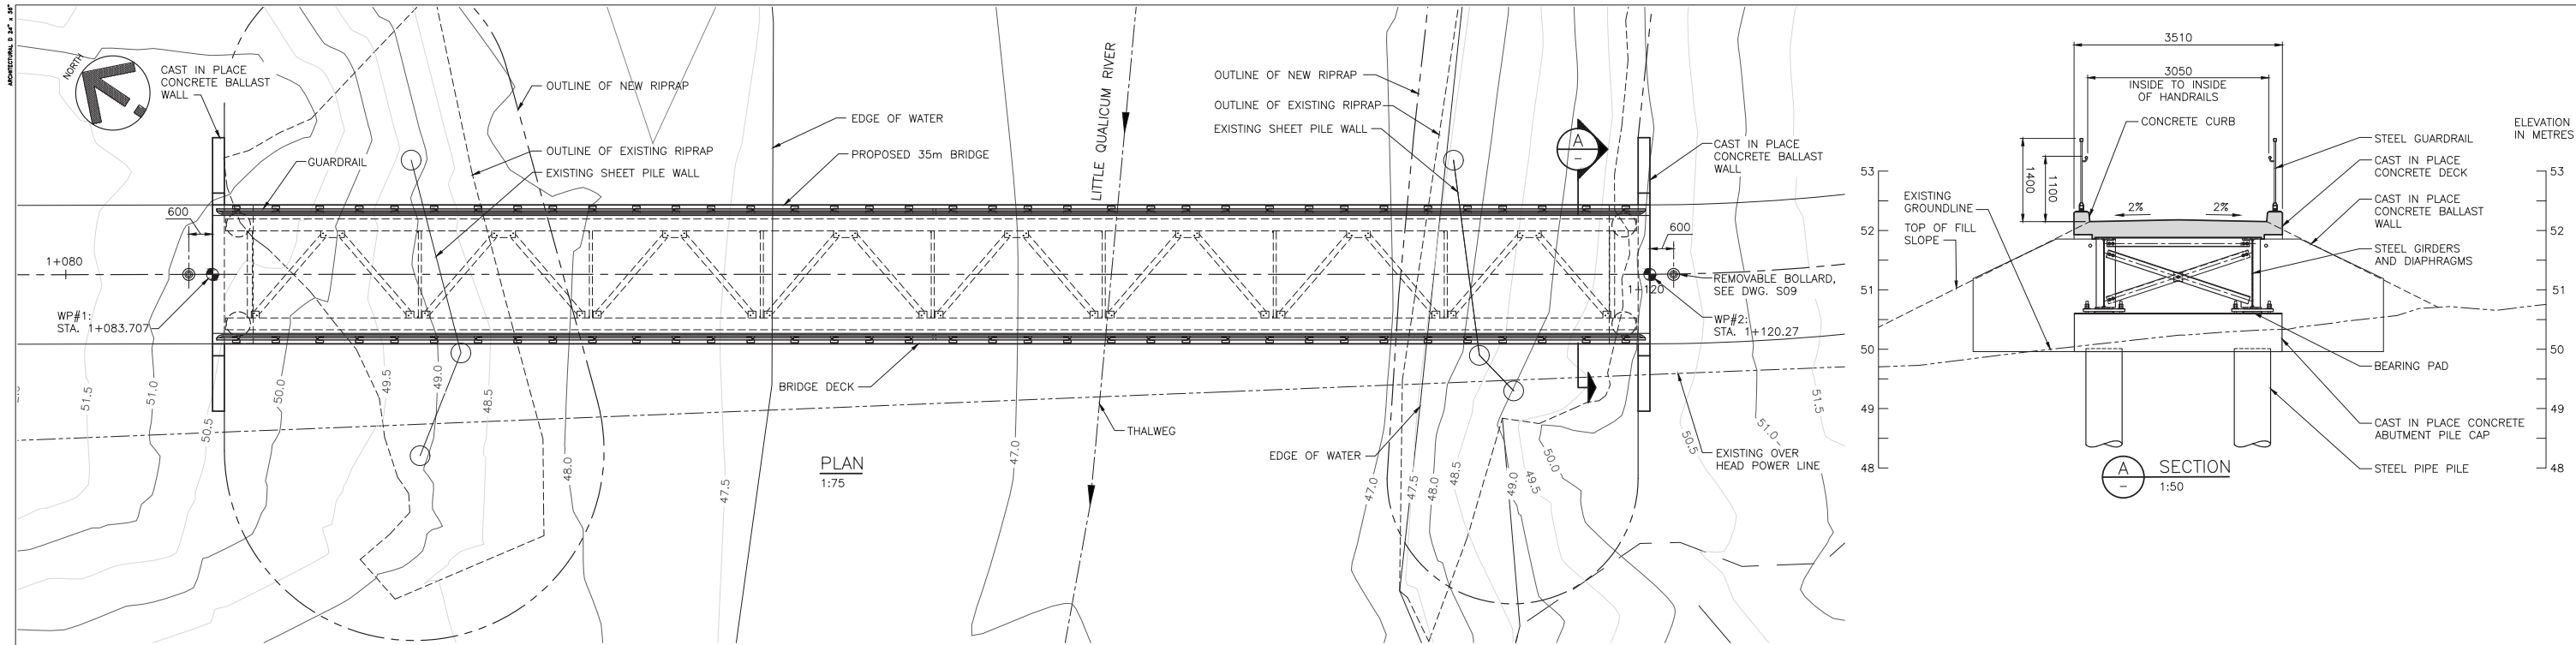 ARCHITECTURAL D 24" x 36"
NORTH
CAST IN PLACE
CONCRETE BALLAST
WALL
GUARDRAIL
600
1+080
WP#1:
STA. 1+083.707
51.5
51.0
50.5
50.0
49.5
49.0
48.5
48.0
47.5
47.0
OUTLINE OF NEW RIPRAP
OUTLINE OF EXISTING RIPRAP
EXISTING SHEET PILE WALL
EDGE OF WATER
PROPOSED 35m BRIDGE
LITTLE QUALICUM RIVER
BRIDGE DECK
THALWEG
PLAN
1:75
OUTLINE OF NEW RIPRAP
OUTLINE OF EXISTING RIPRAP
EXISTING SHEET PILE WALL
EDGE OF WATER
A
-
CAST IN PLACE
CONCRETE BALLAST
WALL
600
REMOVABLE BOLLARD,
SEE DWG. S09
1+120
WP#2:
STA. 1+120.27
EXISTING OVER
HEAD POWER LINE
47.0
47.5
48.0
48.5
49.0
49.5
50.0
50.5
51.0
51.5
3510
3050
INSIDE TO INSIDE
OF HANDRAILS
CONCRETE CURB
1400
1100
2%
2%
EXISTING
GROUNDLINE
TOP OF FILL
SLOPE
53
52
51
50
49
48
ELEVATION
IN METRES
53
52
51
50
49
48
STEEL GUARDRAIL
CAST IN PLACE
CONCRETE DECK
CAST IN PLACE
CONCRETE BALLAST
WALL
STEEL GIRDERS
AND DIAPHRAGMS
BEARING PAD
CAST IN PLACE CONCRETE
ABUTMENT PILE CAP
STEEL PIPE PILE
A
-
SECTION
1:50